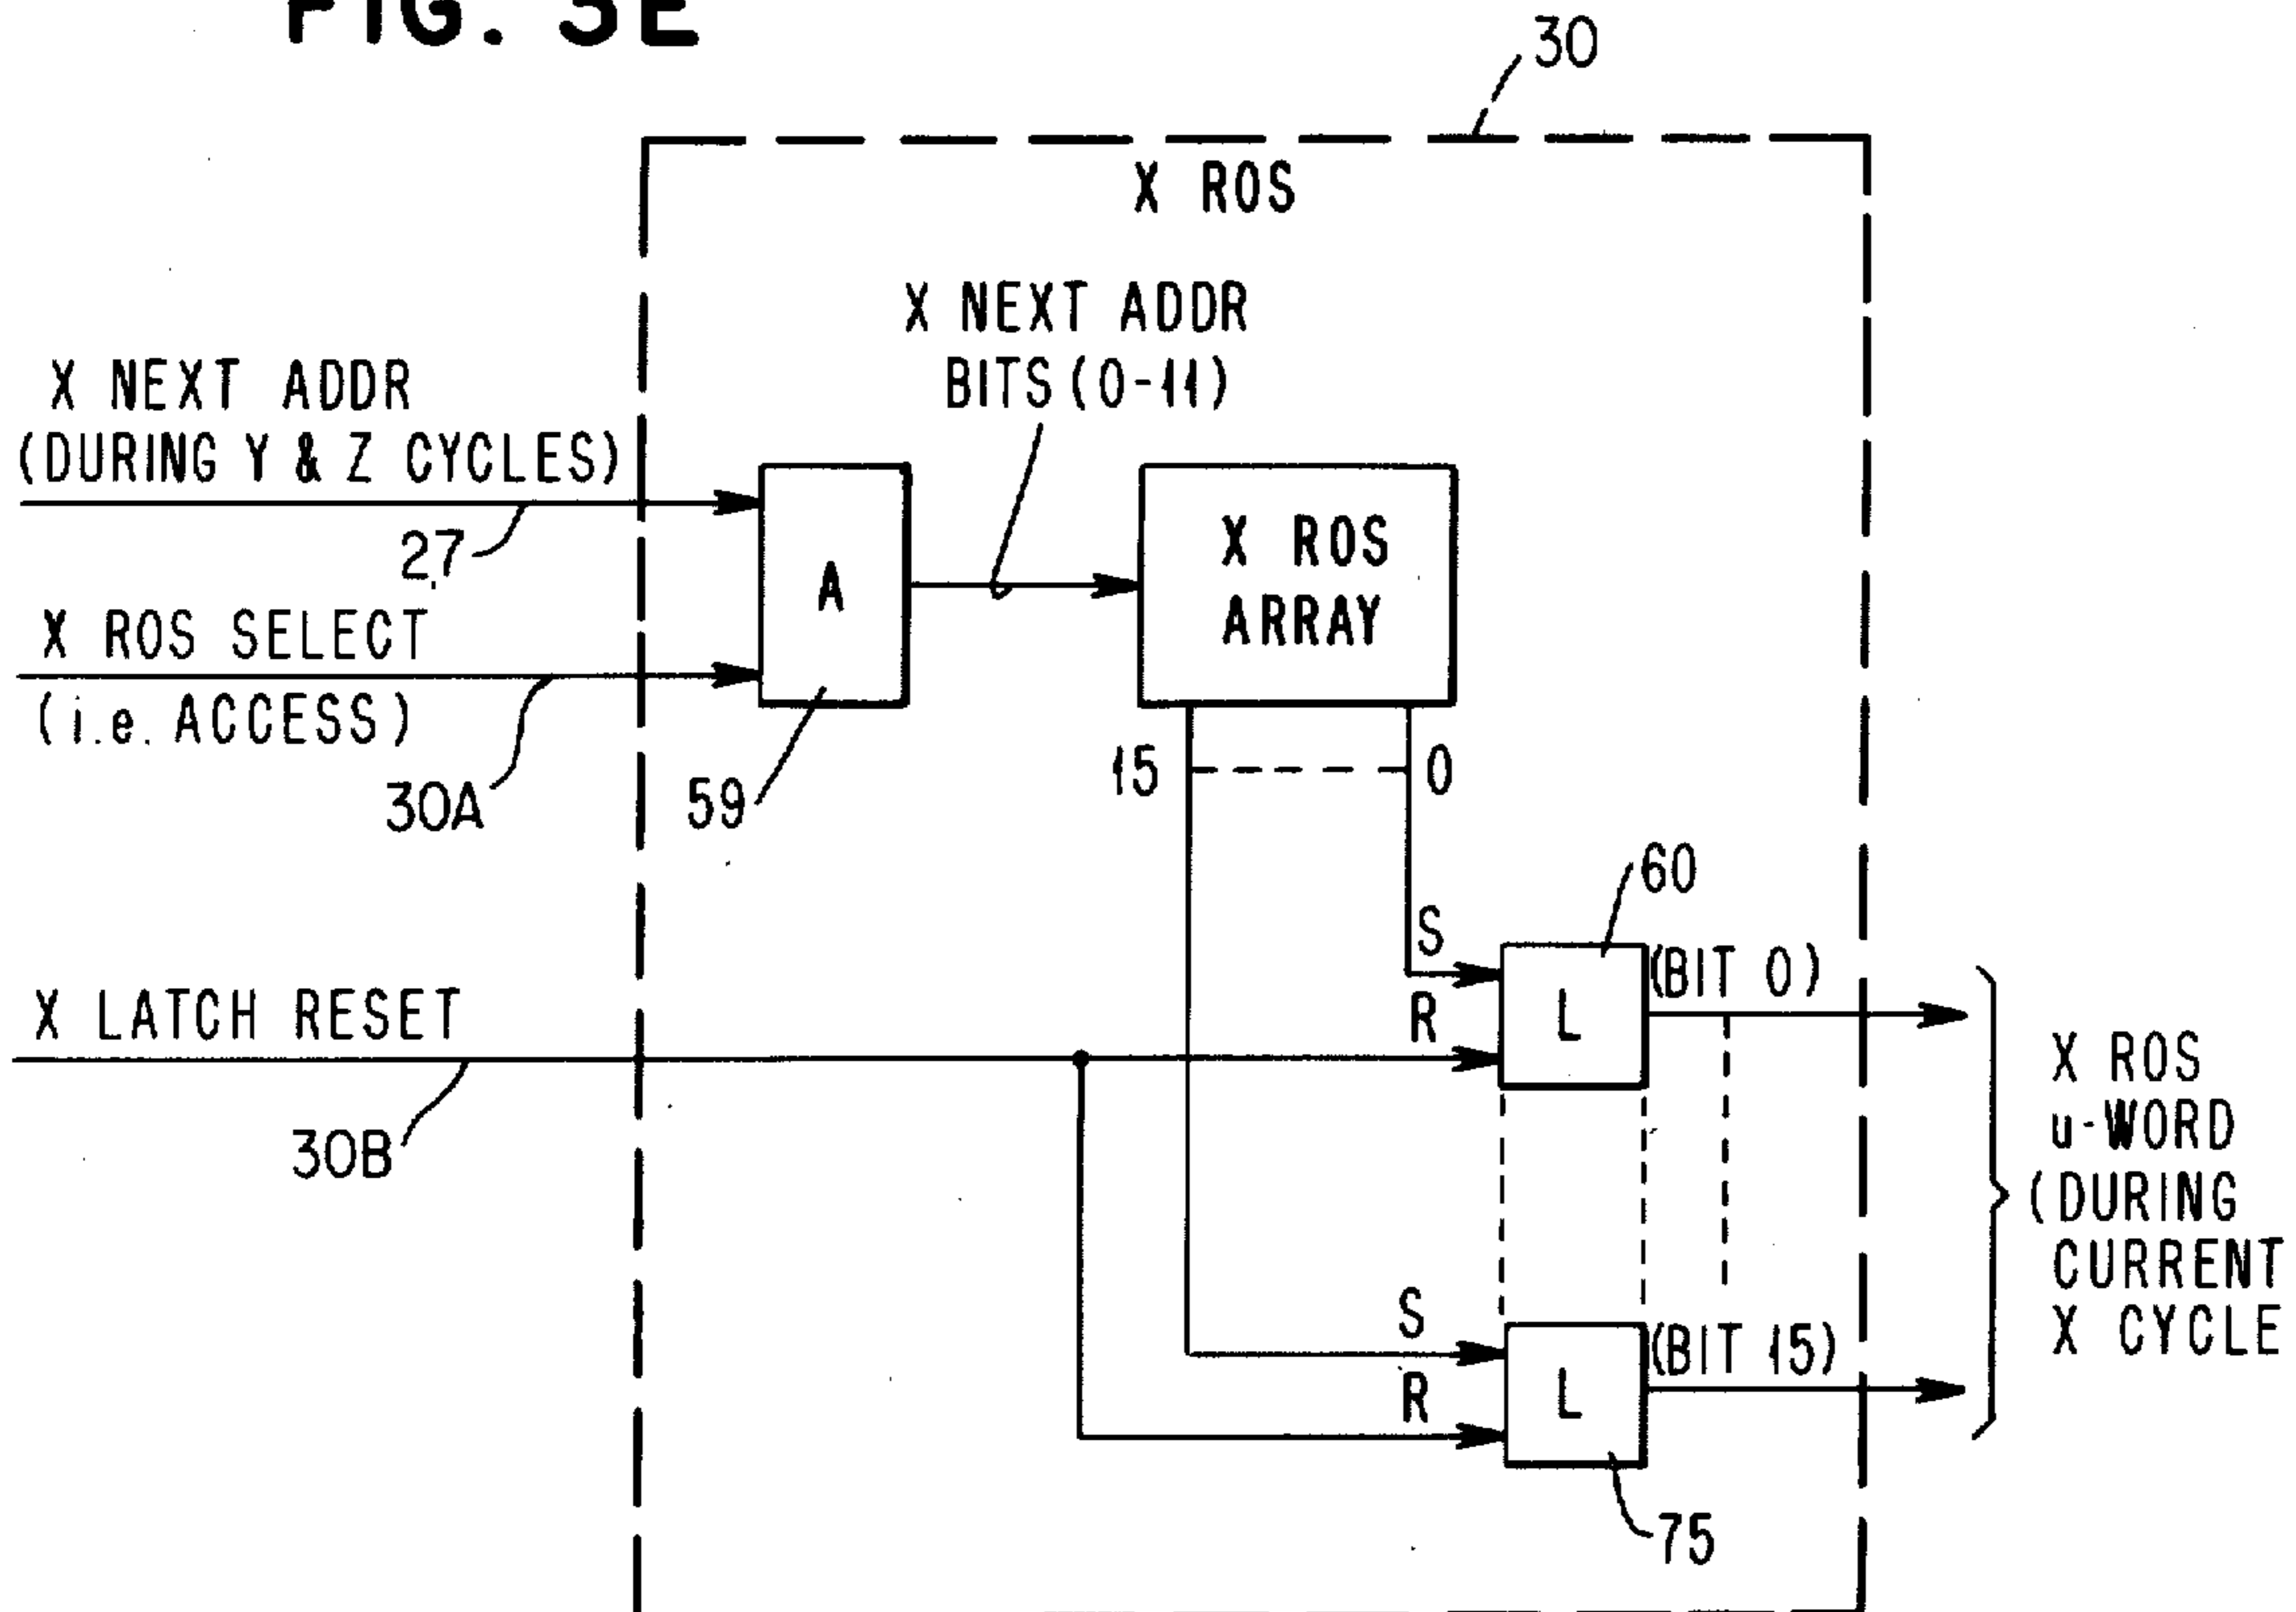 FIG. 3E
30
X ROS
X NEXT ADDR
BITS (0-11)
X NEXT ADDR
(DURING Y & Z CYCLES)
27
X ROS SELECT
(i.e. ACCESS)
30A
A
59
X ROS
ARRAY
15
0
60
S
R
L
(BIT 0)
X LATCH RESET
30B
S
R
L
(BIT 15)
75
X ROS
u-WORD
(DURING
CURRENT
X CYCLE